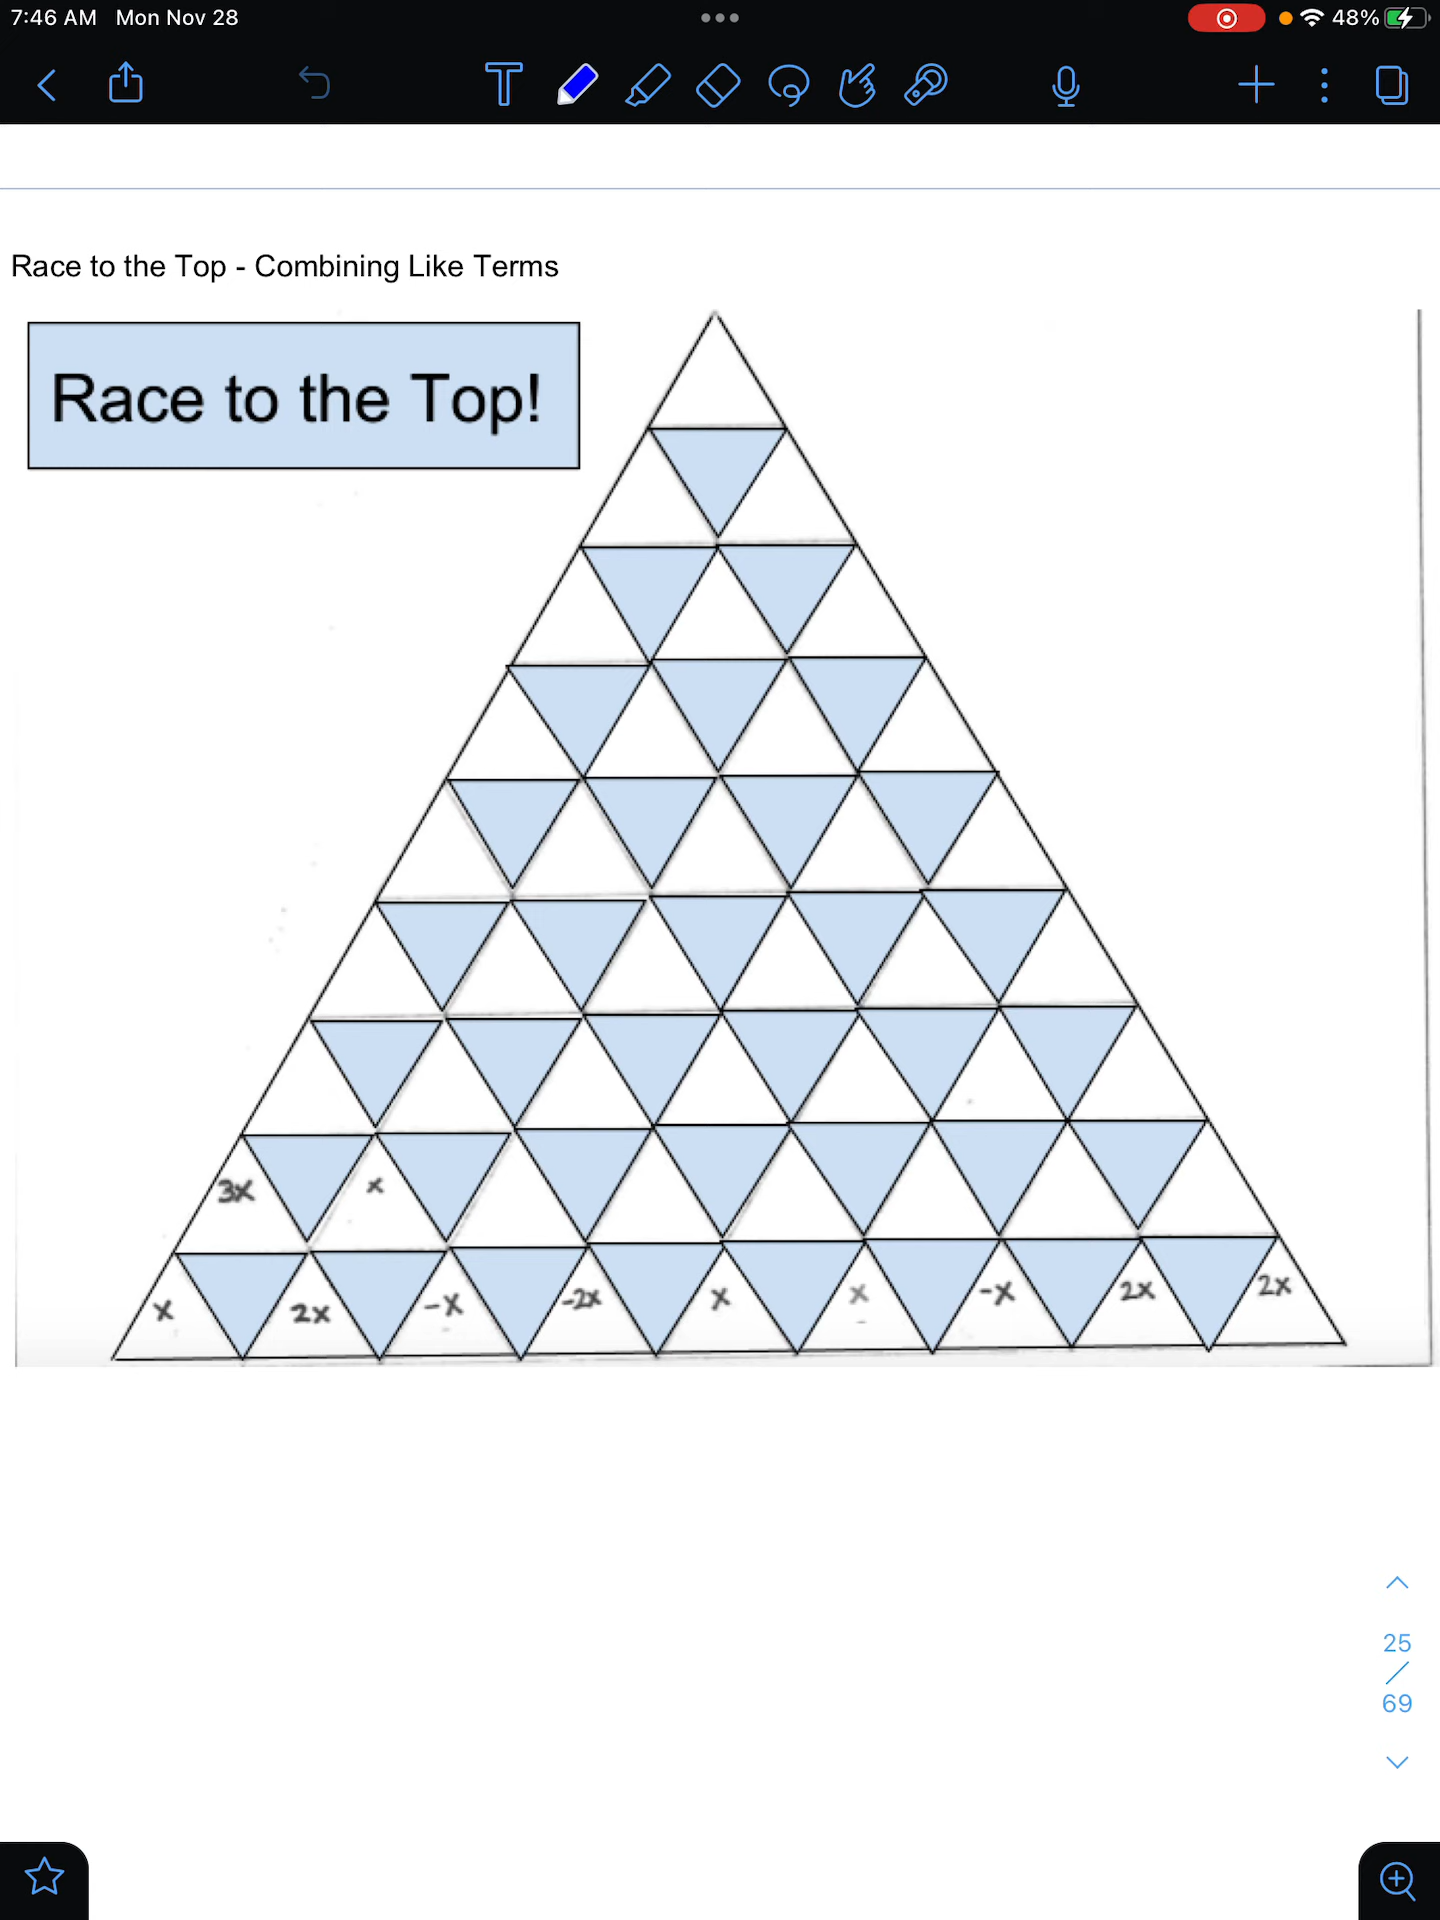 7:46 AM Mon Nov 28
48%
Race to the Top - Combining Like Terms
Race to the Top!
3x x
x 2x -x -2x x x -x 2x 2x
25
/
69